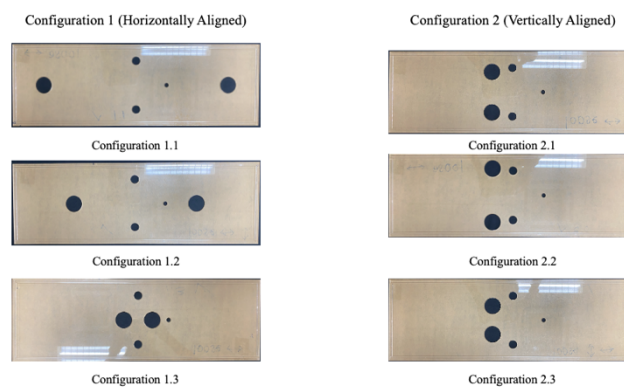 Configuration 1 (Horizontally Aligned)
Configuration 2 (Vertically Aligned)
Configuration 1.1
Configuration 2.1
Configuration 1.2
Configuration 2.2
Configuration 1.3
Configuration 2.3